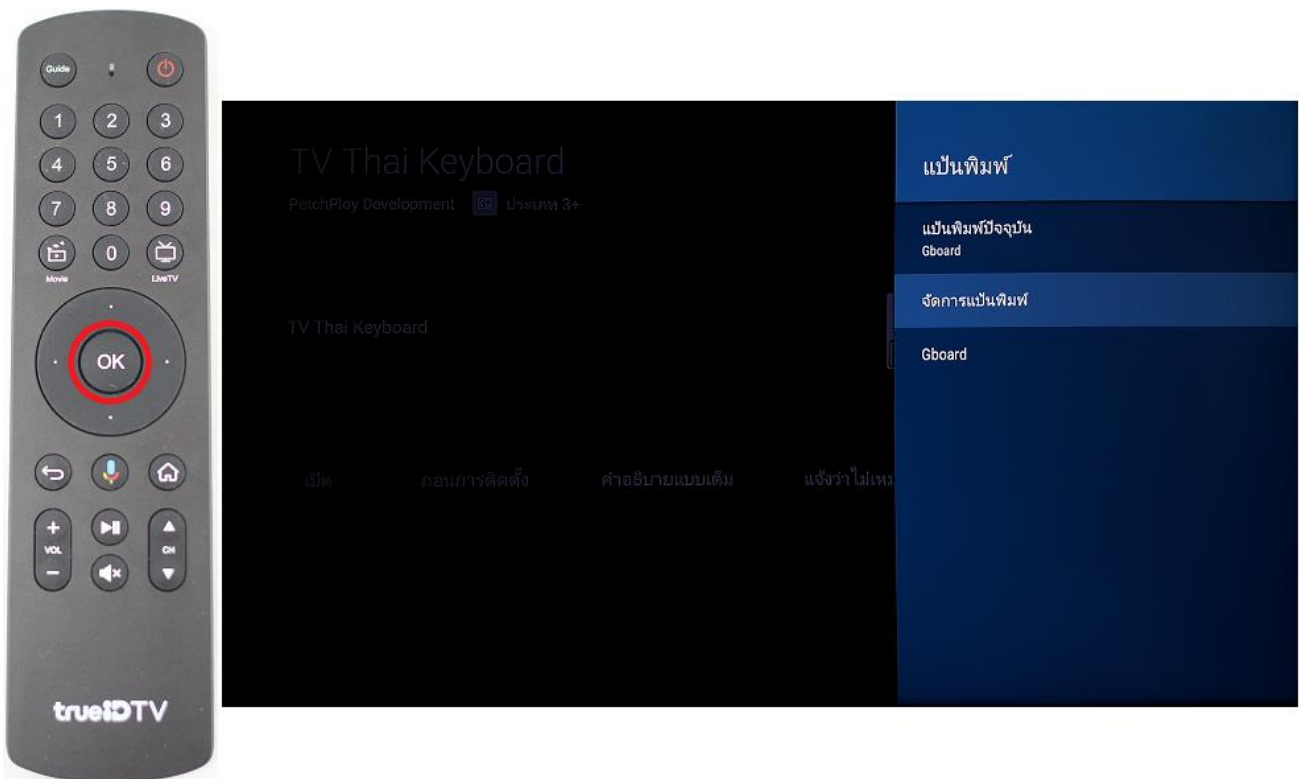 Guide
1 2 3
4 5 6
7 8 9
0
Movie
LiveTV
OK
+
VOL
−
CH
trueIDTV
TV Thai Keyboard
PetchPloy Development ประเภท 3+
TV Thai Keyboard
เปิด ถอนการติดตั้ง คำอธิบายแบบเต็ม แจ้งว่าไม่เหม
แป้นพิมพ์
แป้นพิมพ์ปัจจุบัน
Gboard
จัดการแป้นพิมพ์
Gboard